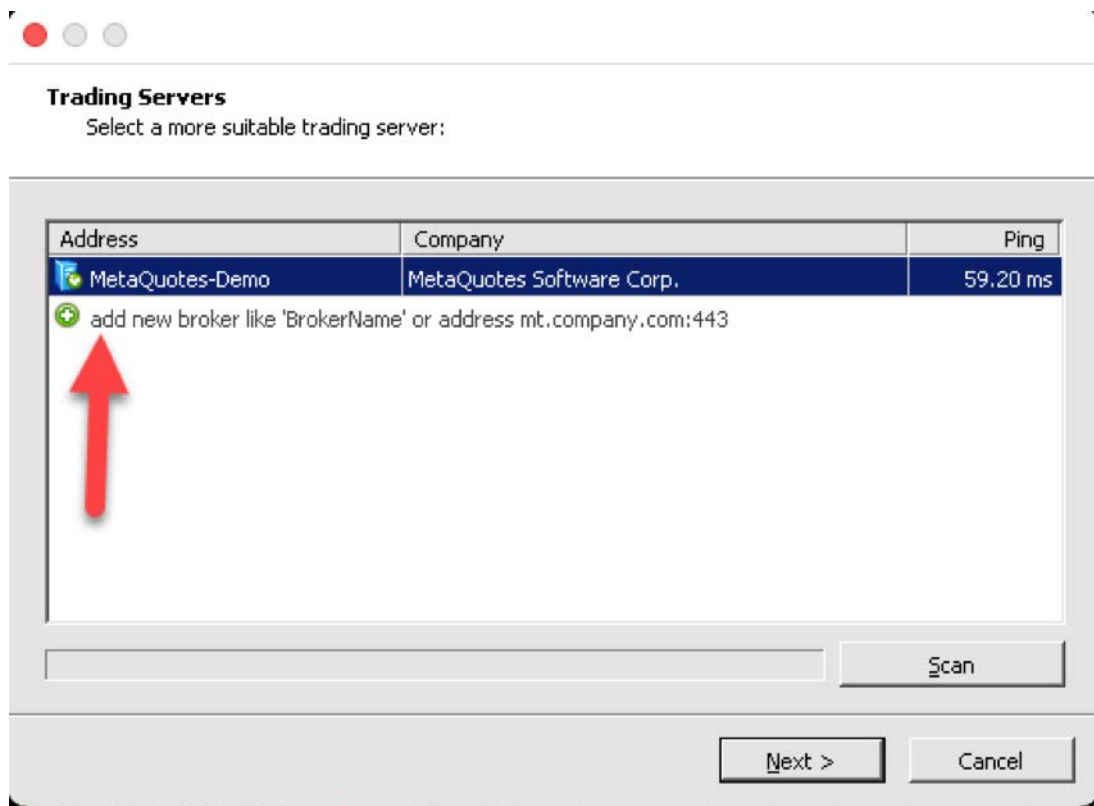 Trading Servers
Select a more suitable trading server:
Address Company Ping
MetaQuotes-Demo MetaQuotes Software Corp. 59.20 ms
add new broker like 'BrokerName' or address mt.company.com:443
Scan
Next > Cancel